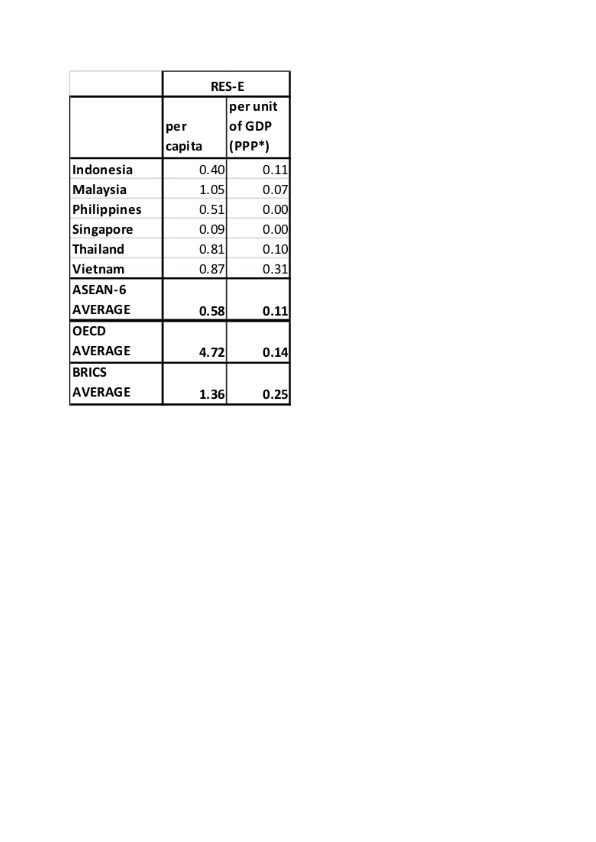 RES-E
per capita per unit of GDP (PPP*)
Indonesia 0.40 0.11
Malaysia 1.05 0.07
Philippines 0.51 0.00
Singapore 0.09 0.00
Thailand 0.81 0.10
Vietnam 0.87 0.31
ASEAN-6
AVERAGE 0.58 0.11
OECD
AVERAGE 4.72 0.14
BRICS
AVERAGE 1.36 0.25